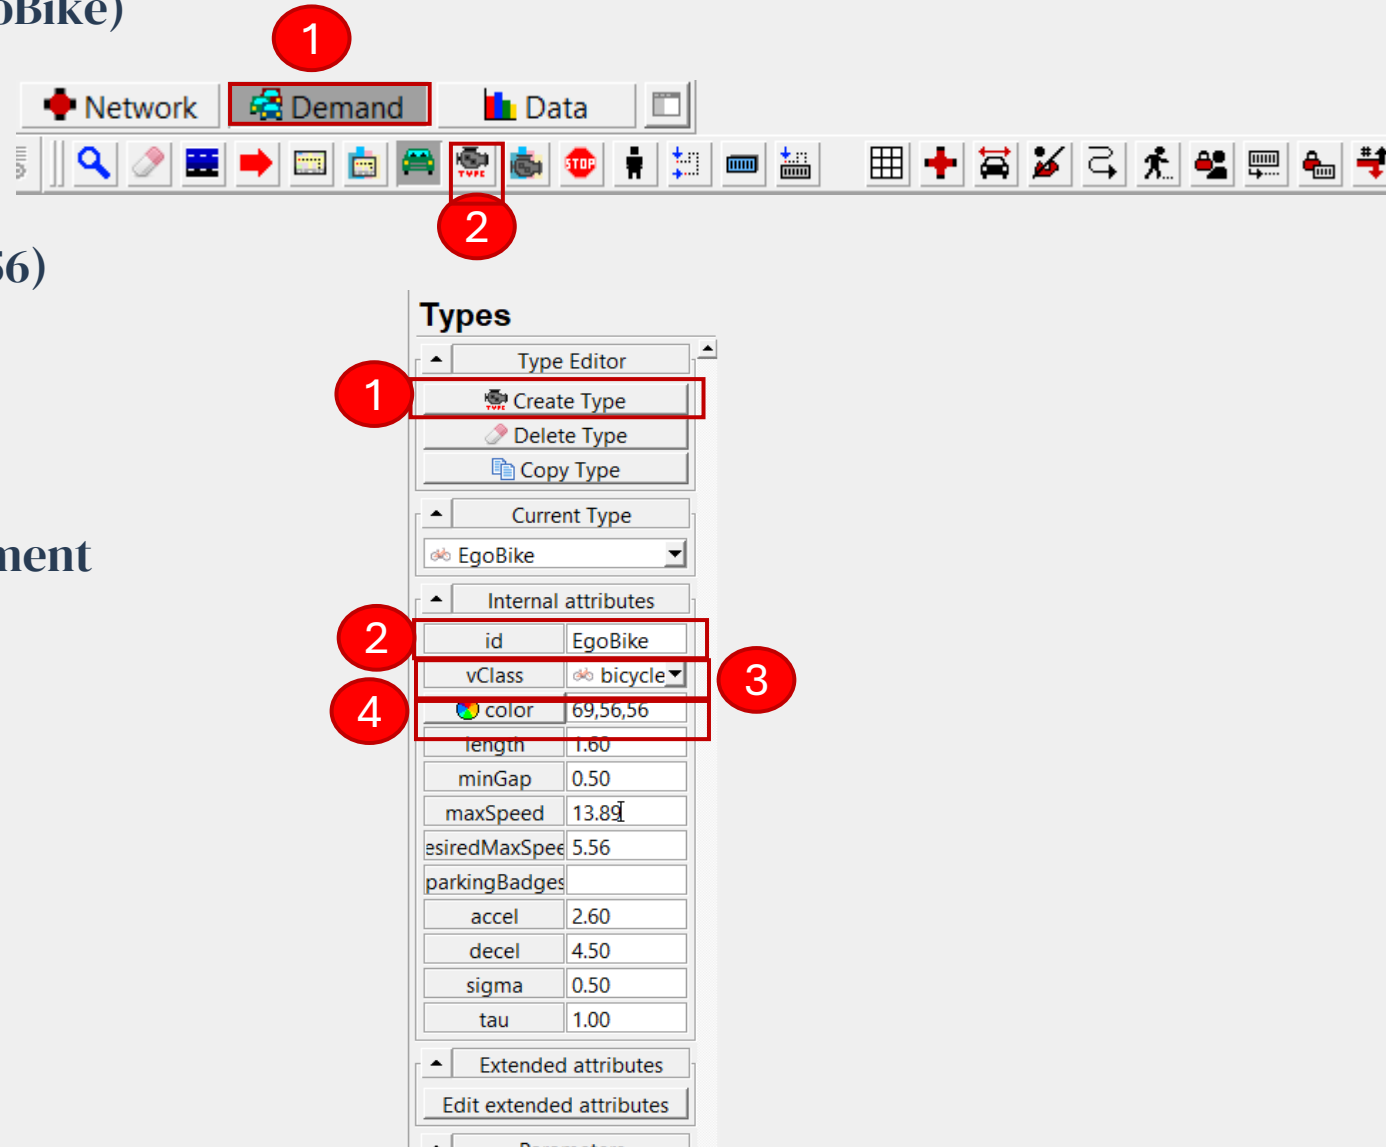 oBike)
1
Network Demand Data
TYPE STOP
2
56)
Types
Type Editor
1
Create Type
Delete Type
Copy Type
Current Type
EgoBike
ment
Internal attributes
2
id EgoBike
vClass bicycle
3
4
color 69,56,56
length 1.60
minGap 0.50
maxSpeed 13.89
esiredMaxSpee 5.56
parkingBadges
accel 2.60
decel 4.50
sigma 0.50
tau 1.00
Extended attributes
Edit extended attributes